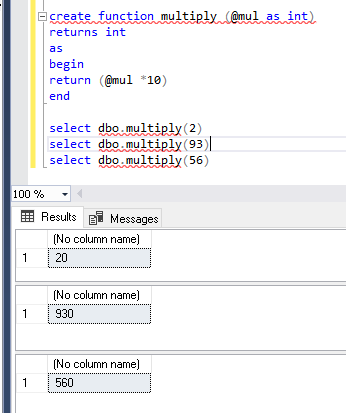 create function multiply (@mul as int)
returns int
as
begin
return (@mul *10)
end
select dbo.multiply(2)
select dbo.multiply(93)
select dbo.multiply(56)
100 %
Results Messages
(No column name)
1 20
(No column name)
1 930
(No column name)
1 560